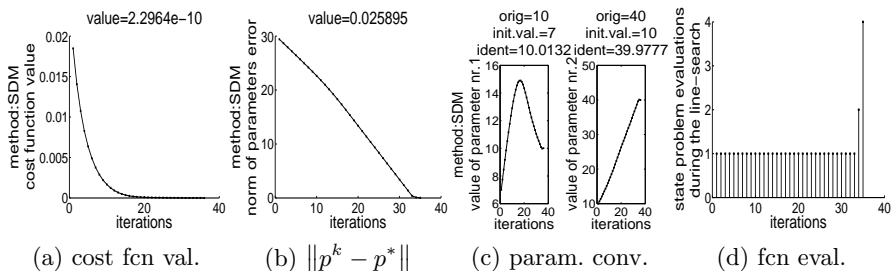 value=2.2964e−10
method:SDM
cost function value
0.02
0.015
0.01
0.005
0
0
20
40
iterations
(a) cost fcn val.
value=0.025895
method:SDM
norm of parameters error
30
20
10
0
0
20
40
iterations
(b) ‖p^k − p*‖
orig=10
init.val.=7
ident=10.0132
method:SDM
value of parameter nr.1
16
14
12
10
8
6
0
20
40
iterations
orig=40
init.val.=10
ident=39.9777
value of parameter nr.2
50
40
30
20
10
0
20
40
iterations
(c) param. conv.
state problem evaluations
during the line−search
4
3
2
1
0
0
10
20
30
40
iterations
(d) fcn eval.